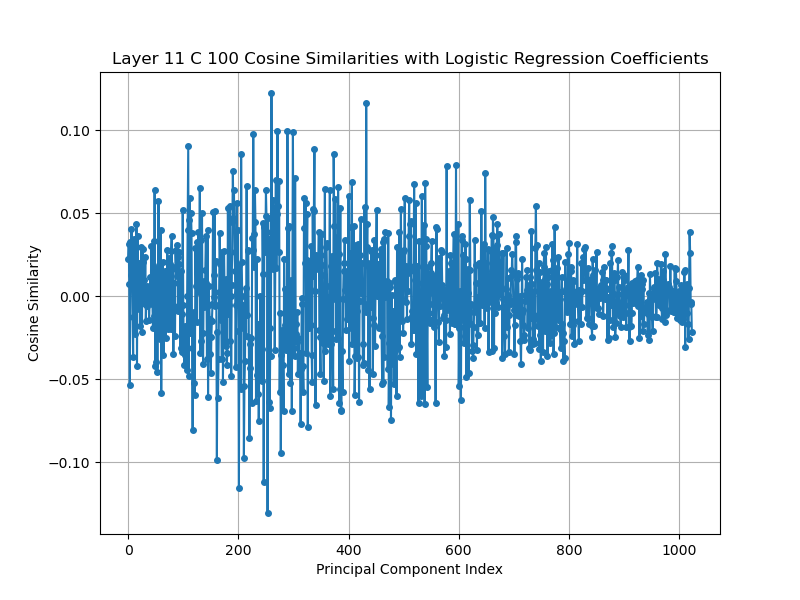 Layer 11 C 100 Cosine Similarities with Logistic Regression Coefficients
0.10
0.05
0.00
−0.05
−0.10
Cosine Similarity
0 200 400 600 800 1000
Principal Component Index